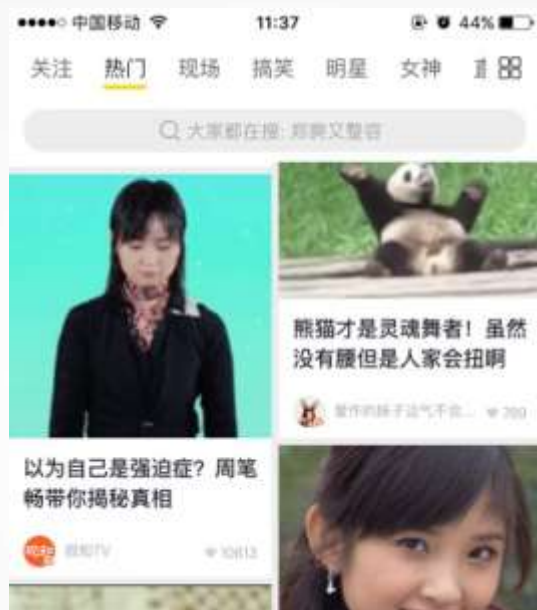 中国移动
11:37
44%
关注 热门 现场 搞笑 明星 女神
大家都在搜: 郑爽又整容
熊猫才是灵魂舞者！虽然
没有腰但是人家会扭啊
以为自己是强迫症？周笔
畅带你揭秘真相
10613